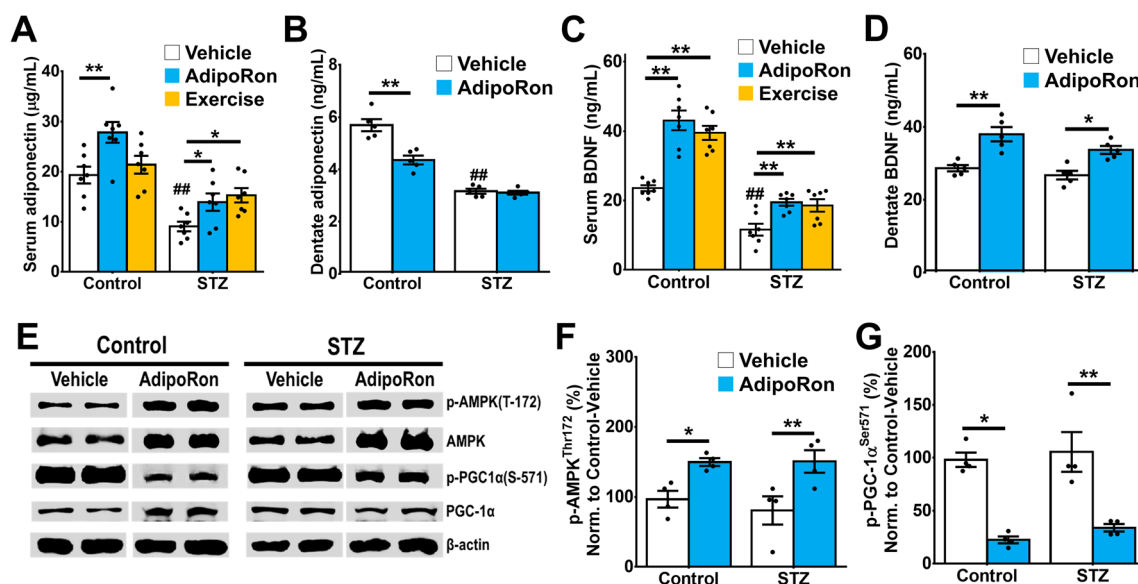 A
Serum adiponectin (µg/mL)
40
30
20
10
0
**
##
*
*
Vehicle
AdipoRon
Exercise
Control
STZ
B
Dentate adiponectin (ng/mL)
8
6
4
2
0
**
##
Vehicle
AdipoRon
Control
STZ
C
Serum BDNF (ng/mL)
60
40
20
0
**
**
##
**
**
Vehicle
AdipoRon
Exercise
Control
STZ
D
Dentate BDNF (ng/mL)
60
40
20
0
**
*
Vehicle
AdipoRon
Control
STZ
E
Control
STZ
Vehicle
AdipoRon
Vehicle
AdipoRon
p-AMPK(T-172)
AMPK
p-PGC1α(S-571)
PGC-1α
β-actin
F
p-AMPKThr172 (%)
Norm. to Control-Vehicle
300
200
100
0
*
**
Vehicle
AdipoRon
Control
STZ
G
p-PGC-1αSer571 (%)
Norm. to Control-Vehicle
200
150
100
50
0
*
**
Control
STZ